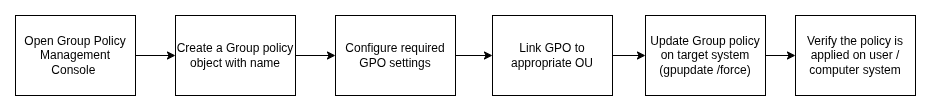 Open Group Policy
Management
Console
Create a Group policy
object with name
Configure required
GPO settings
Link GPO to
appropriate OU
Update Group policy
on target system
(gpupdate /force)
Verify the policy is
applied on user /
computer system